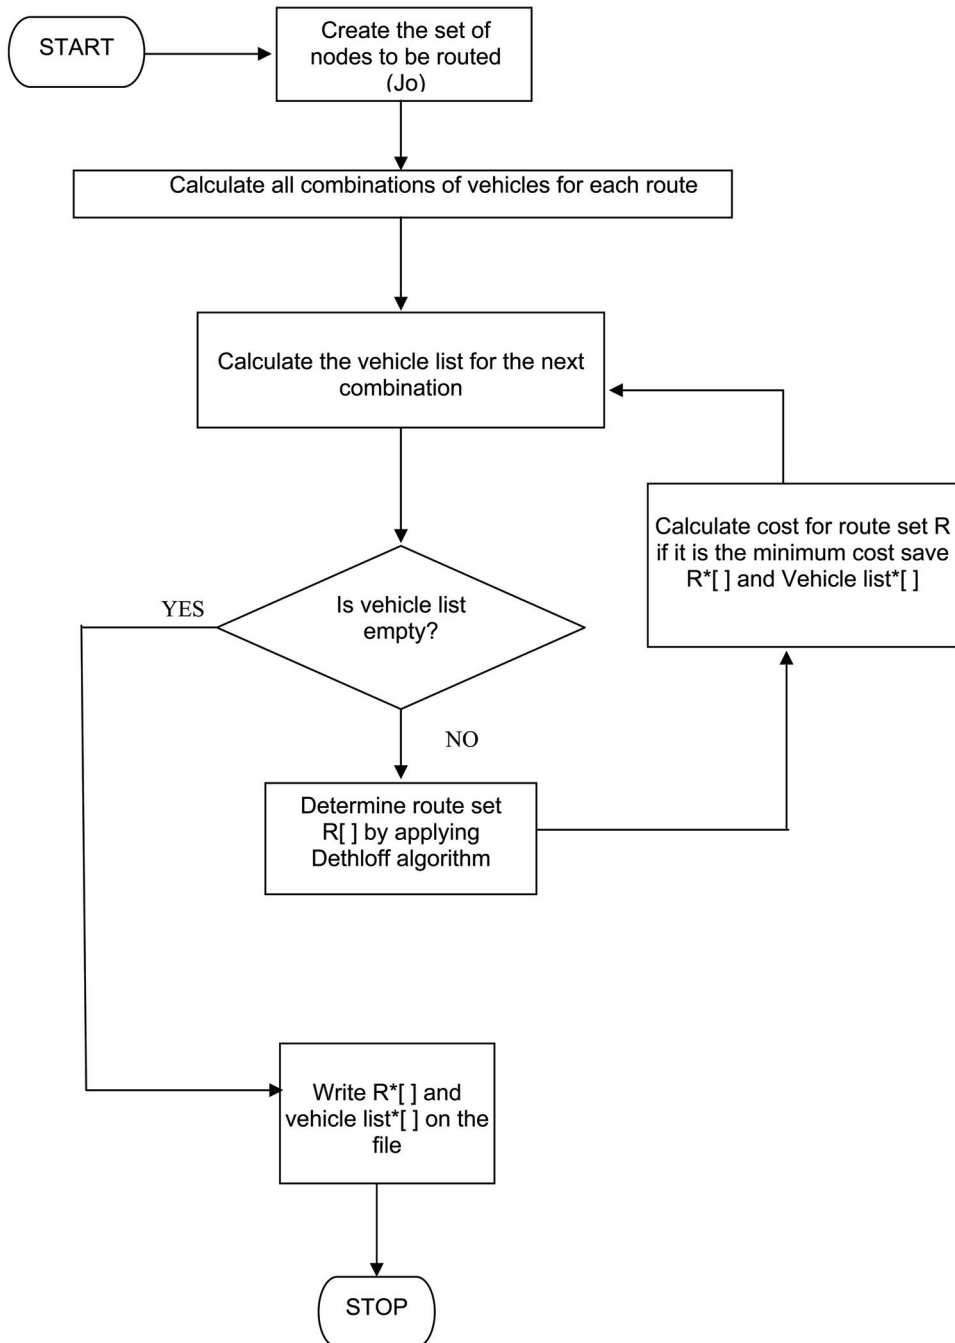 START
Create the set of
nodes to be routed
(Jo)
Calculate all combinations of vehicles for each route
Calculate the vehicle list for the next
combination
Calculate cost for route set R
if it is the minimum cost save
R*[ ] and Vehicle list*[ ]
YES
Is vehicle list
empty?
NO
Determine route set
R[ ] by applying
Dethloff algorithm
Write R*[ ] and
vehicle list*[ ] on the
file
STOP